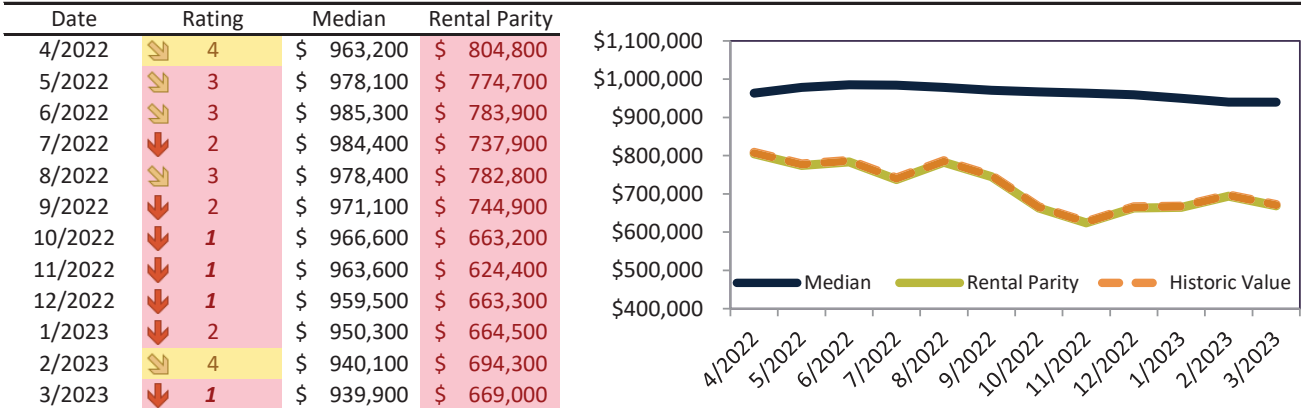 Date Rating Median Rental Parity
4/2022 4 $ 963,200 $ 804,800
5/2022 3 $ 978,100 $ 774,700
6/2022 3 $ 985,300 $ 783,900
7/2022 2 $ 984,400 $ 737,900
8/2022 3 $ 978,400 $ 782,800
9/2022 2 $ 971,100 $ 744,900
10/2022 1 $ 966,600 $ 663,200
11/2022 1 $ 963,600 $ 624,400
12/2022 1 $ 959,500 $ 663,300
1/2023 2 $ 950,300 $ 664,500
2/2023 4 $ 940,100 $ 694,300
3/2023 1 $ 939,900 $ 669,000
$1,100,000
$1,000,000
$900,000
$800,000
$700,000
$600,000
$500,000
$400,000
Median Rental Parity Historic Value
4/2022 5/2022 6/2022 7/2022 8/2022 9/2022 10/2022 11/2022 12/2022 1/2023 2/2023 3/2023